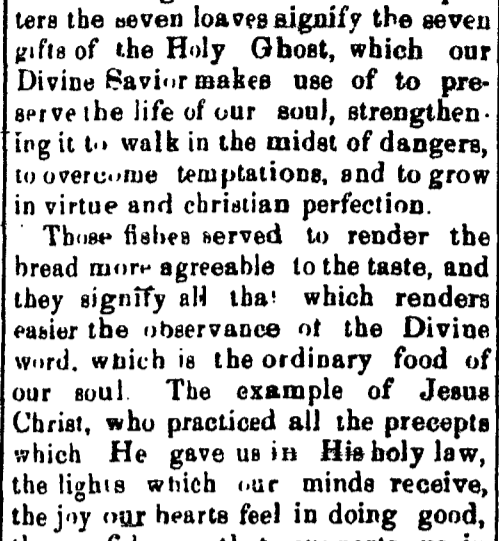 ters the seven loaves signify the seven
gifts of the Holy Ghost, which our
Divine Savior makes use of to pre-
serve the life of our soul, strengthen-
ing it to walk in the midst of dangers,
to overcome temptations, and to grow
in virtue and christian perfection.
Those fishes served to render the
bread more agreeable to the taste, and
they signify all that which renders
easier the observance of the Divine
word, which is the ordinary food of
our soul. The example of Jesus
Christ, who practiced all the precepts
which He gave us in His holy law,
the lights which our minds receive,
the joy our hearts feel in doing good,